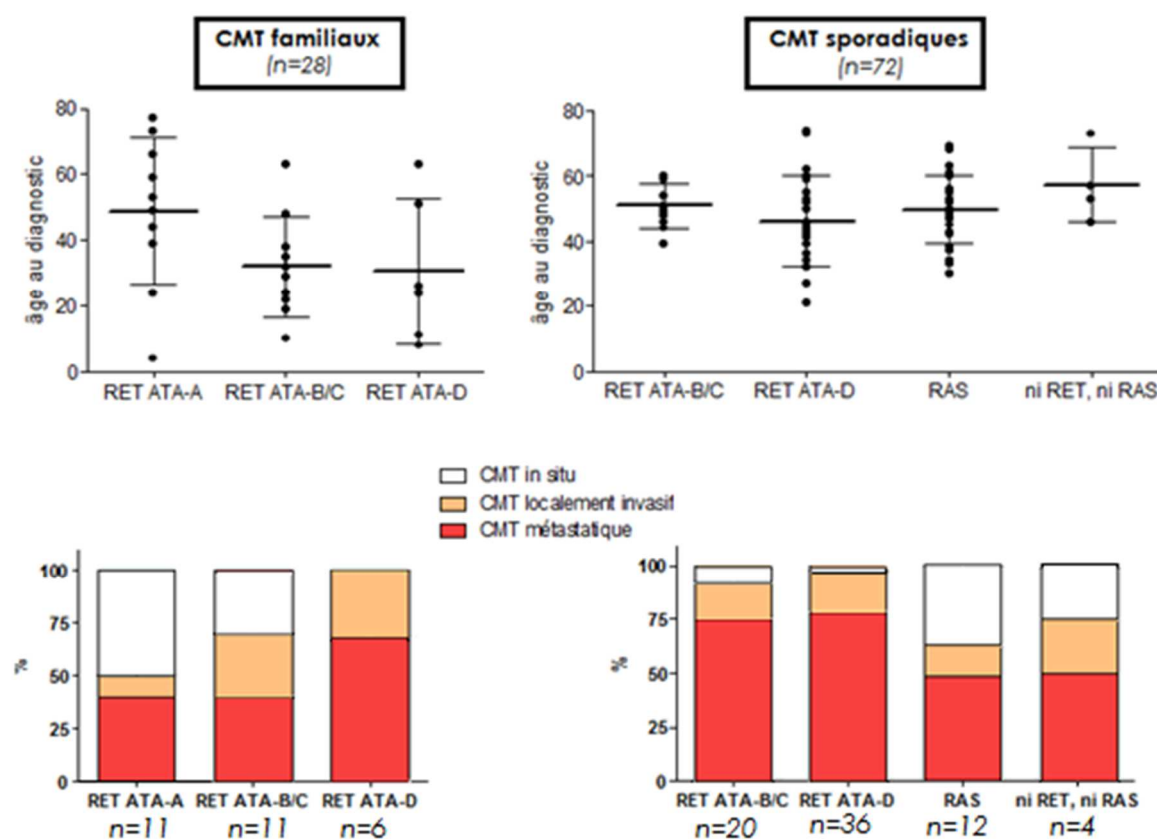 CMT familiaux
(n=28)
CMT sporadiques
(n=72)
âge au diagnostic
80
60
40
20
0
RET ATA-A RET ATA-B/C RET ATA-D
âge au diagnostic
80
60
40
20
0
RET ATA-B/C RET ATA-D RAS ni RET, ni RAS
CMT in situ
CMT localement invasif
CMT métastatique
%
100
75
50
25
0
RET ATA-A RET ATA-B/C RET ATA-D
n=11 n=11 n=6
%
100
75
50
25
0
RET ATA-B/C RET ATA-D RAS ni RET, ni RAS
n=20 n=36 n=12 n=4